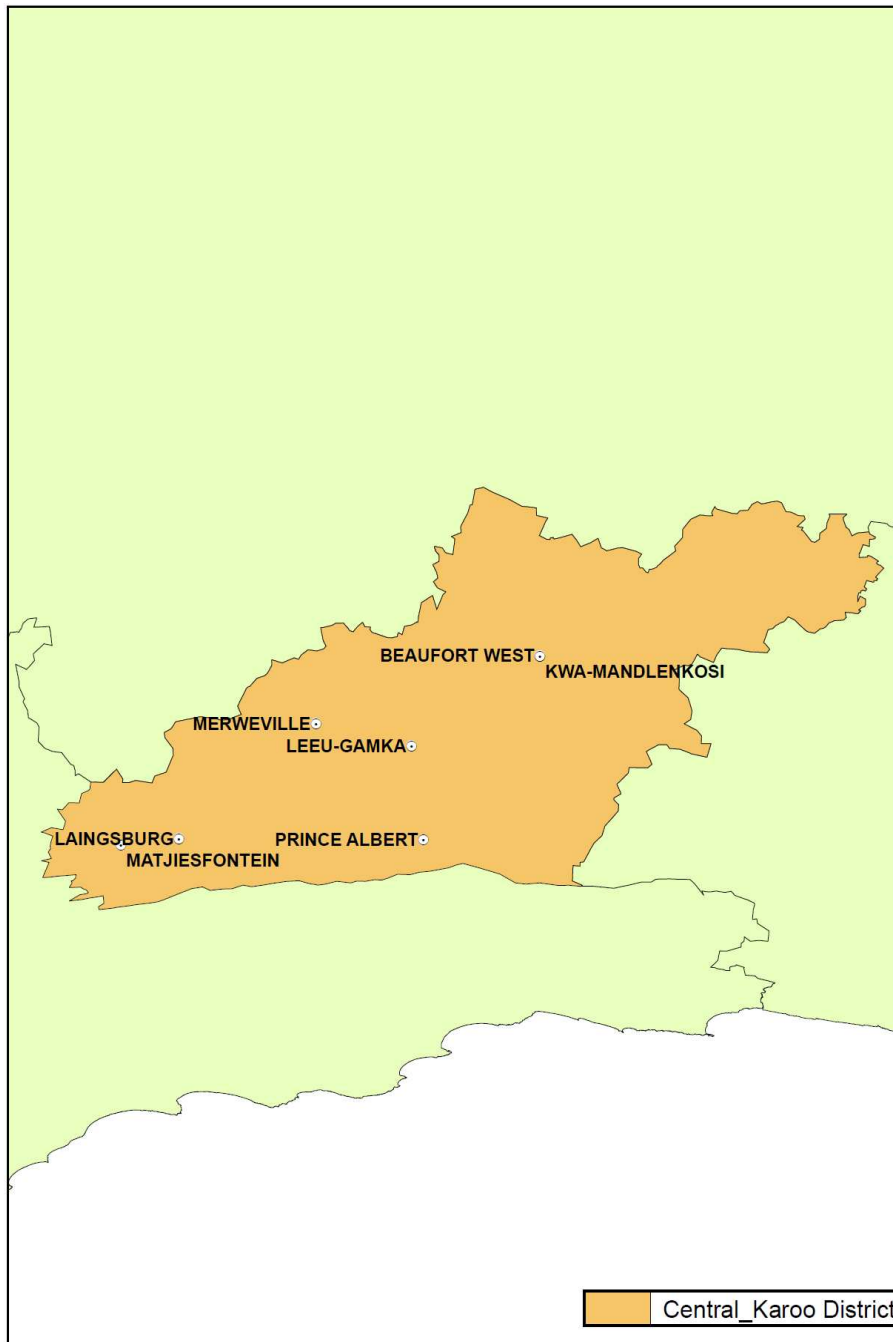 BEAUFORT WEST
KWA-MANDLENKOSI
MERWEVILLE
LEEU-GAMKA
LAINGSBURG
PRINCE ALBERT
MATJIESFONTEIN
Central_Karoo District